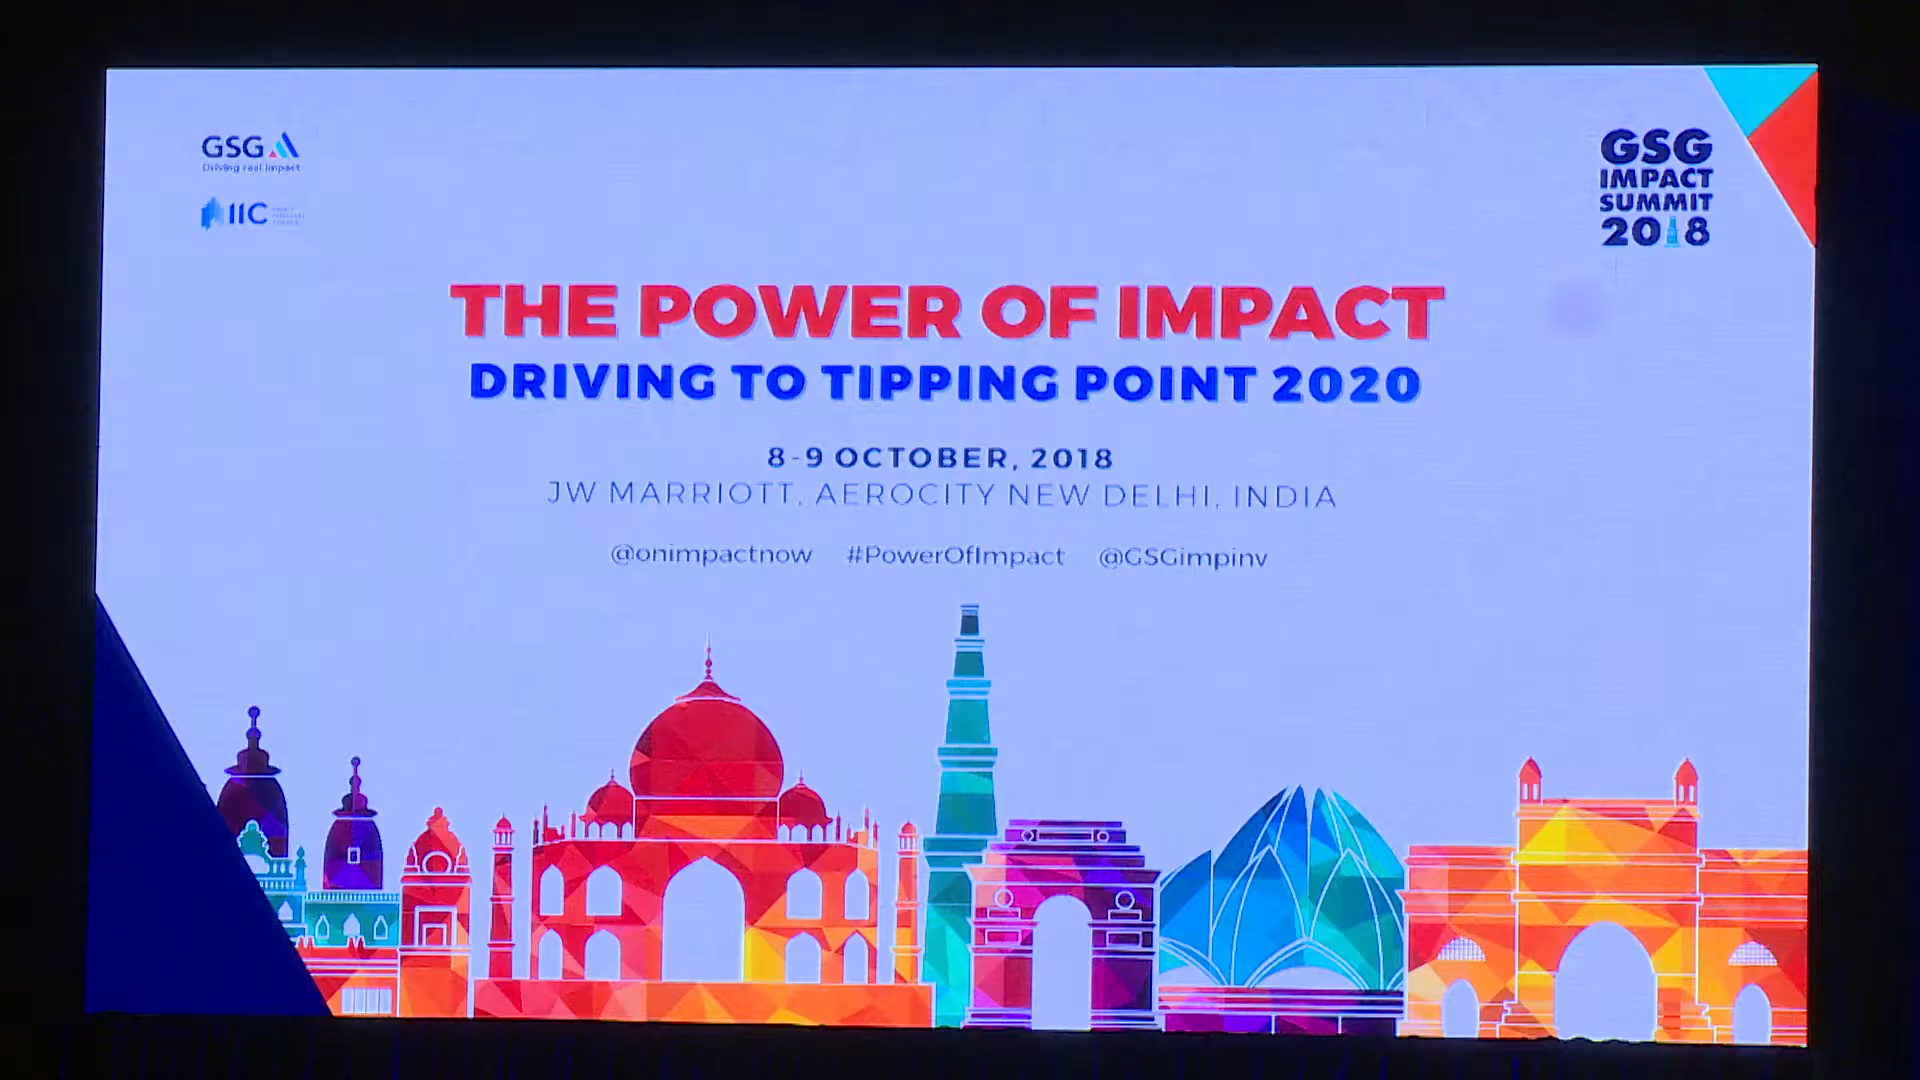 GSG
Driving real impact
IIC
GSG
IMPACT
SUMMIT
2018
THE POWER OF IMPACT
DRIVING TO TIPPING POINT 2020
8-9 OCTOBER, 2018
JW MARRIOTT, AEROCITY NEW DELHI, INDIA
@onimpactnow #PowerOfImpact @GSGimpinv